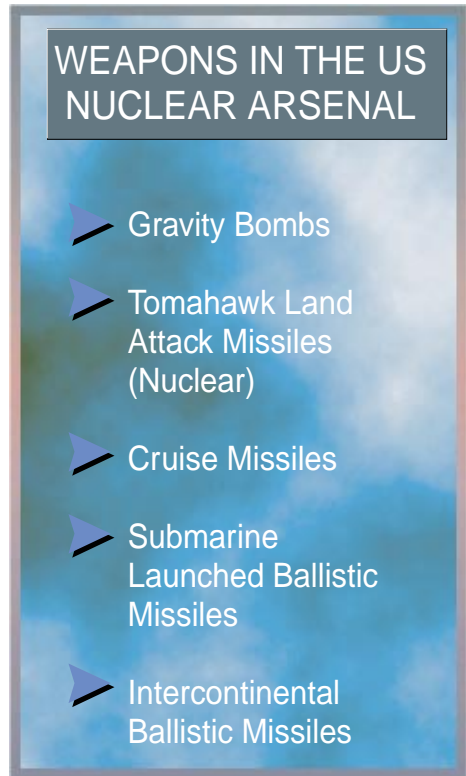 WEAPONS IN THE US
NUCLEAR ARSENAL
Gravity Bombs
Tomahawk Land
Attack Missiles
(Nuclear)
Cruise Missiles
Submarine
Launched Ballistic
Missiles
Intercontinental
Ballistic Missiles